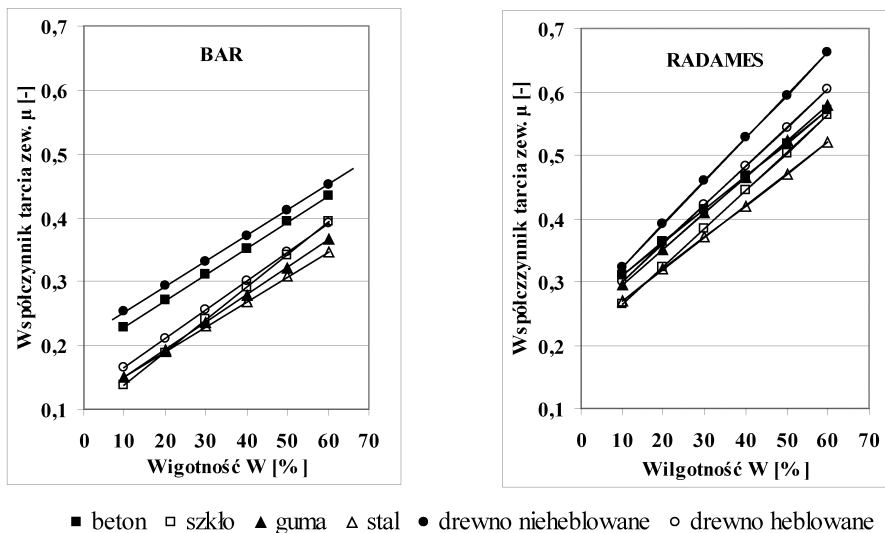 BAR
Współczynnik tarcia zew. µ [-]
0,7
0,6
0,5
0,4
0,3
0,2
0,1
0 10 20 30 40 50 60 70
Wigotność W [%]
RADAMES
Współczzynnik tarcia zew. µ [-]
0,7
0,6
0,5
0,4
0,3
0,2
0,1
0 10 20 30 40 50 60 70
Wilgotność W [%]
beton szkło guma stal drewno nieheblowane drewno heblowane